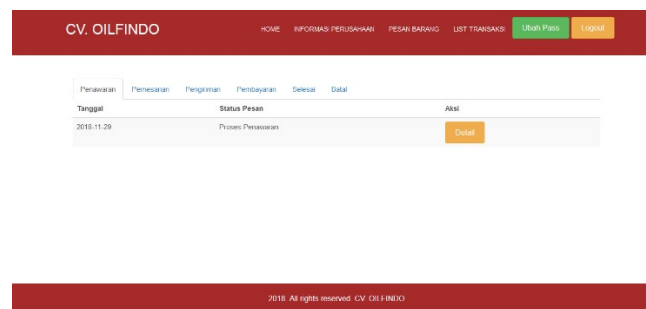 CV. OILFINDO HOME INFORMASI PERUSAHAAN PESAN BARANG LIST TRANSAKSI Ubah Pass Logout
Penawaran Pemesanan Pengiriman Pembayaran Selesai Batal
Tanggal Status Pesan Aksi
2018-11-29 Proses Penawaran Detail
2018 All rights reserved CV. OILFINDO